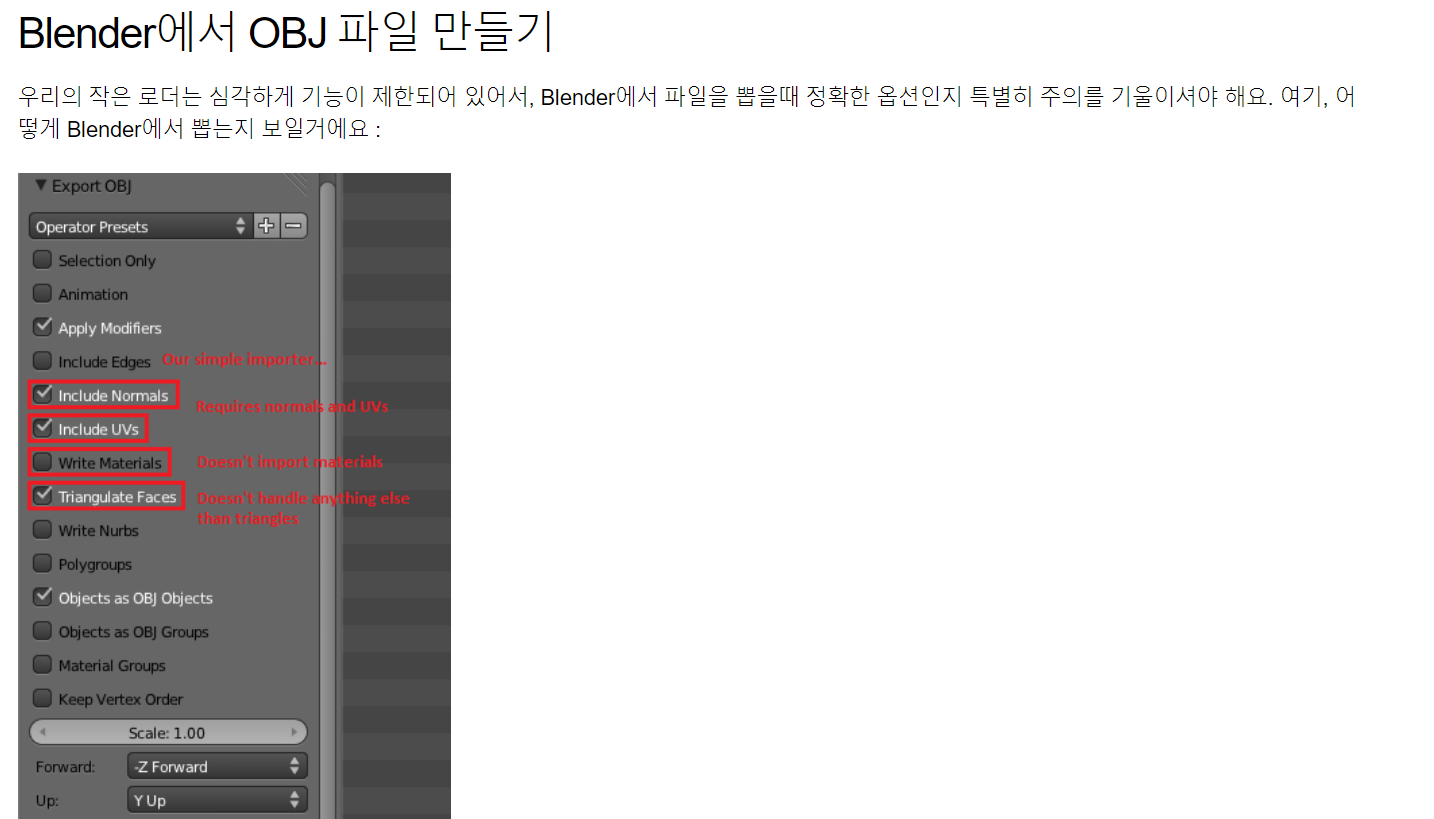 Blender에서 OBJ 파일 만들기
우리의 작은 로더는 심각하게 기능이 제한되어 있어서, Blender에서 파일을 뽑을때 정확한 옵션인지 특별히 주의를 기울이셔야 해요. 여기, 어
떻게 Blender에서 뽑는지 보일거에요 :
Export OBJ
Operator Presets
Selection Only
Animation
Apply Modifiers
Include Edges Our simple importer...
Include Normals
Requires normals and UVs
Include UVs
Write Materials Doesn't import materials
Triangulate Faces Doesn't handle anything else
than triangles
Write Nurbs
Polygroups
Objects as OBJ Objects
Objects as OBJ Groups
Material Groups
Keep Vertex Order
Scale: 1.00
Forward: -Z Forward
Up: Y Up